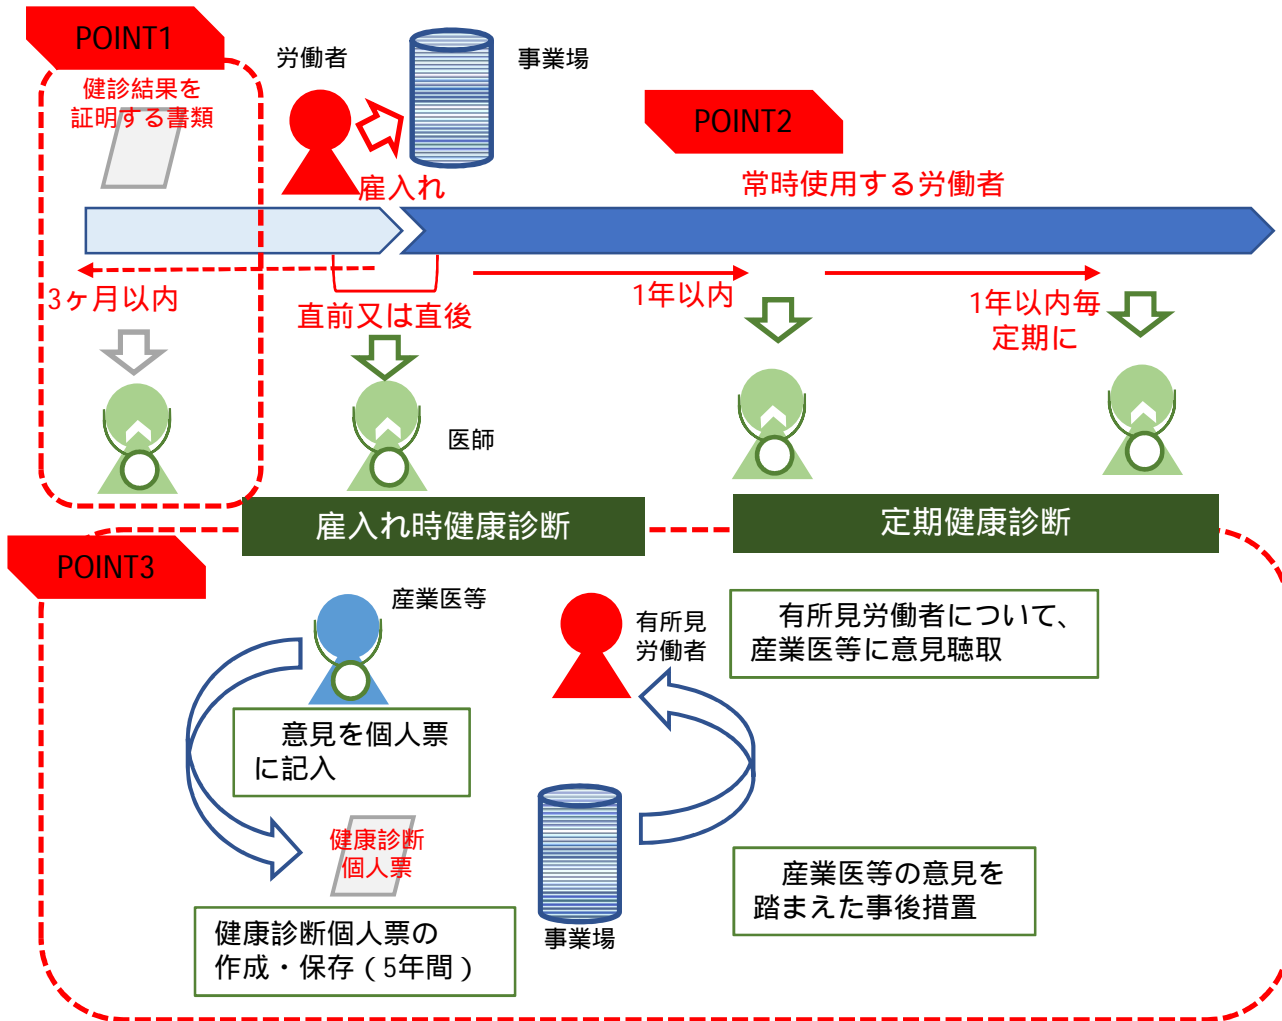 POINT1
健診結果を
証明する書類
労働者
事業場
雇入れ
POINT2
常時使用する労働者
3ヶ月以内
直前又は直後
1年以内
1年以内毎
定期に
医師
雇入れ時健康診断
定期健康診断
POINT3
産業医等
有所見
労働者
有所見労働者について、
産業医等に意見聴取
意見を個人票
に記入
健康診断
個人票
健康診断個人票の
作成・保存（5年間）
事業場
産業医等の意見を
踏まえた事後措置